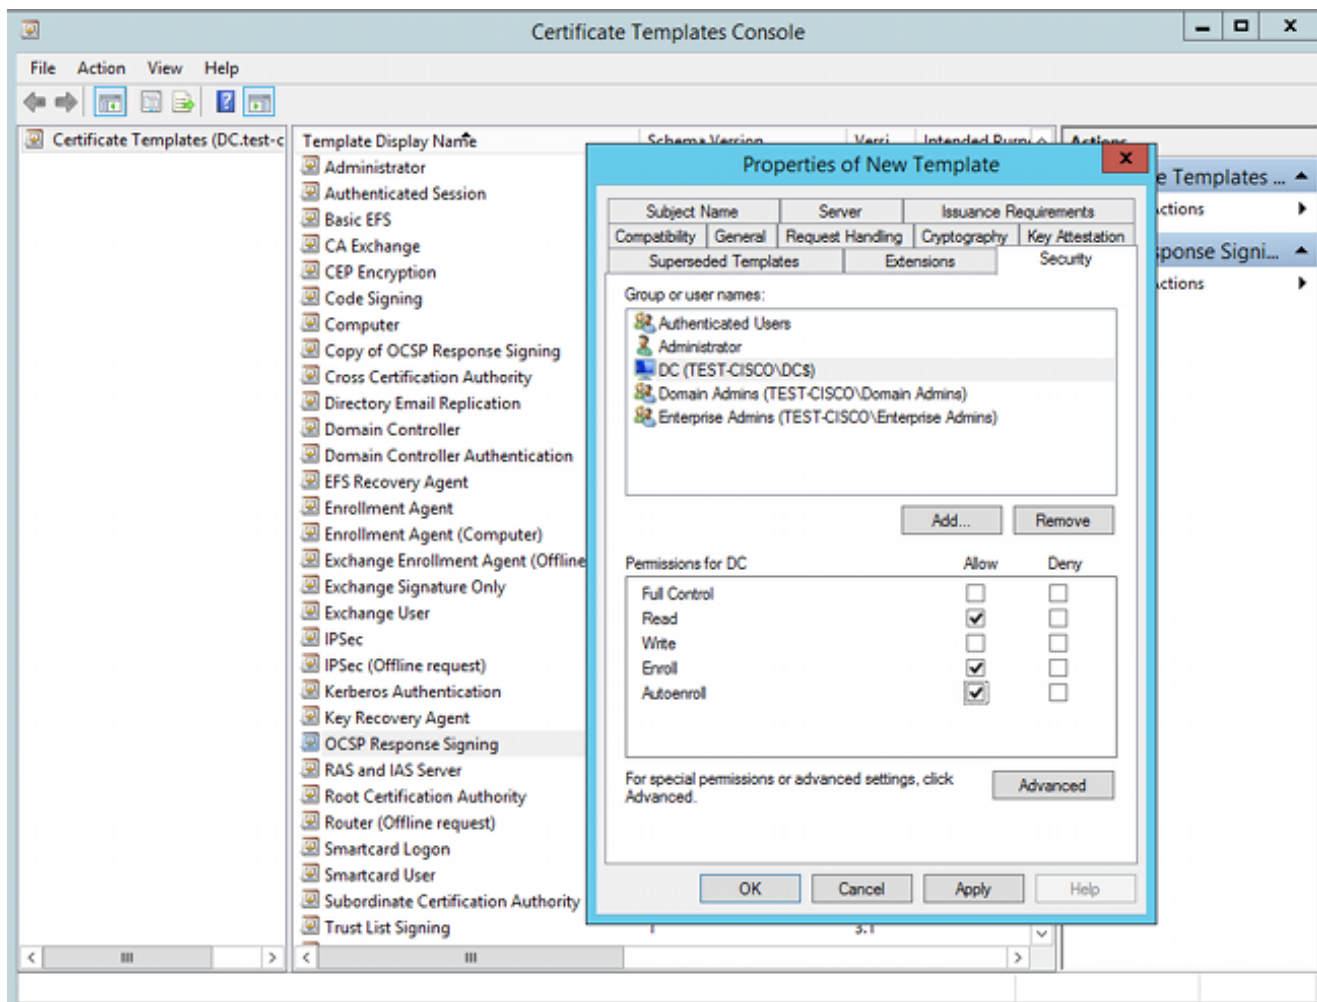 Certificate Templates Console
File Action View Help
Certificate Templates (DC.test-c
Template Display Name Schema Version Versi Intended Purp
Administrator
Authenticated Session
Basic EFS
CA Exchange
CEP Encryption
Code Signing
Computer
Copy of OCSP Response Signing
Cross Certification Authority
Directory Email Replication
Domain Controller
Domain Controller Authentication
EFS Recovery Agent
Enrollment Agent
Enrollment Agent (Computer)
Exchange Enrollment Agent (Offline
Exchange Signature Only
Exchange User
IPSec
IPSec (Offline request)
Kerberos Authentication
Key Recovery Agent
OCSP Response Signing
RAS and IAS Server
Root Certification Authority
Router (Offline request)
Smartcard Logon
Smartcard User
Subordinate Certification Authority
Trust List Signing 1 3.1
Properties of New Template
Subject Name Server Issuance Requirements
Compatibility General Request Handling Cryptography Key Attestation
Superseded Templates Extensions Security
Group or user names:
Authenticated Users
Administrator
DC (TEST-CISCO\DC$)
Domain Admins (TEST-CISCO\Domain Admins)
Enterprise Admins (TEST-CISCO\Enterprise Admins)
Add... Remove
Permissions for DC Allow Deny
Full Control
Read
Write
Enroll
Autoenroll
For special permissions or advanced settings, click
Advanced.
Advanced
OK Cancel Apply Help
Actions
e Templates ...
ctions
ponse Signi...
ctions